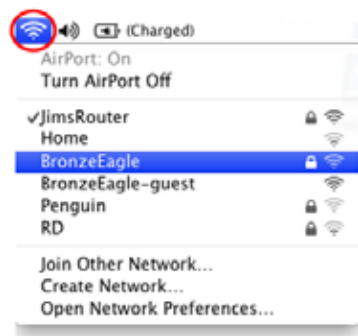 (Charged)
AirPort: On
Turn AirPort Off
✓JimsRouter
Home
BronzeEagle
BronzeEagle-guest
Penguin
RD
Join Other Network...
Create Network...
Open Network Preferences...